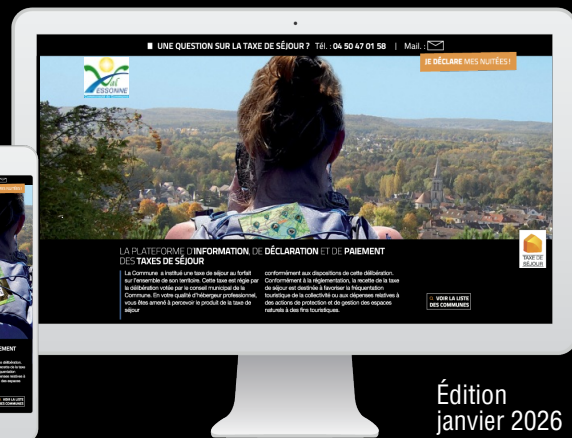 UNE QUESTION SUR LA TAXE DE SÉJOUR ? Tél. : 04 50 47 01 58 | Mail. :
JE DÉCLARE MES NUITÉES !
Val
ESSONNE
LA PLATEFORME D'INFORMATION, DE DÉCLARATION ET DE PAIEMENT
DES TAXES DE SÉJOUR
La Commune a institué une taxe de séjour au forfait
sur l'ensemble de son territoire. Cette taxe est régie par
la délibération votée par le conseil municipal de la
Commune. En votre qualité d'hébergeur professionnel,
vous êtes amené à percevoir le produit de la taxe de
séjour
conformément aux dispositions de cette délibération.
Conformément à la réglementation, la recette de la taxe
de séjour est destinée à favoriser la fréquentation
touristique de la collectivité ou aux dépenses relatives à
des actions de protection et de gestion des espaces
naturels à des fins touristiques.
TAXE DE
SÉJOUR
VOIR LA LISTE
DES COMMUNES
Édition
janvier 2026